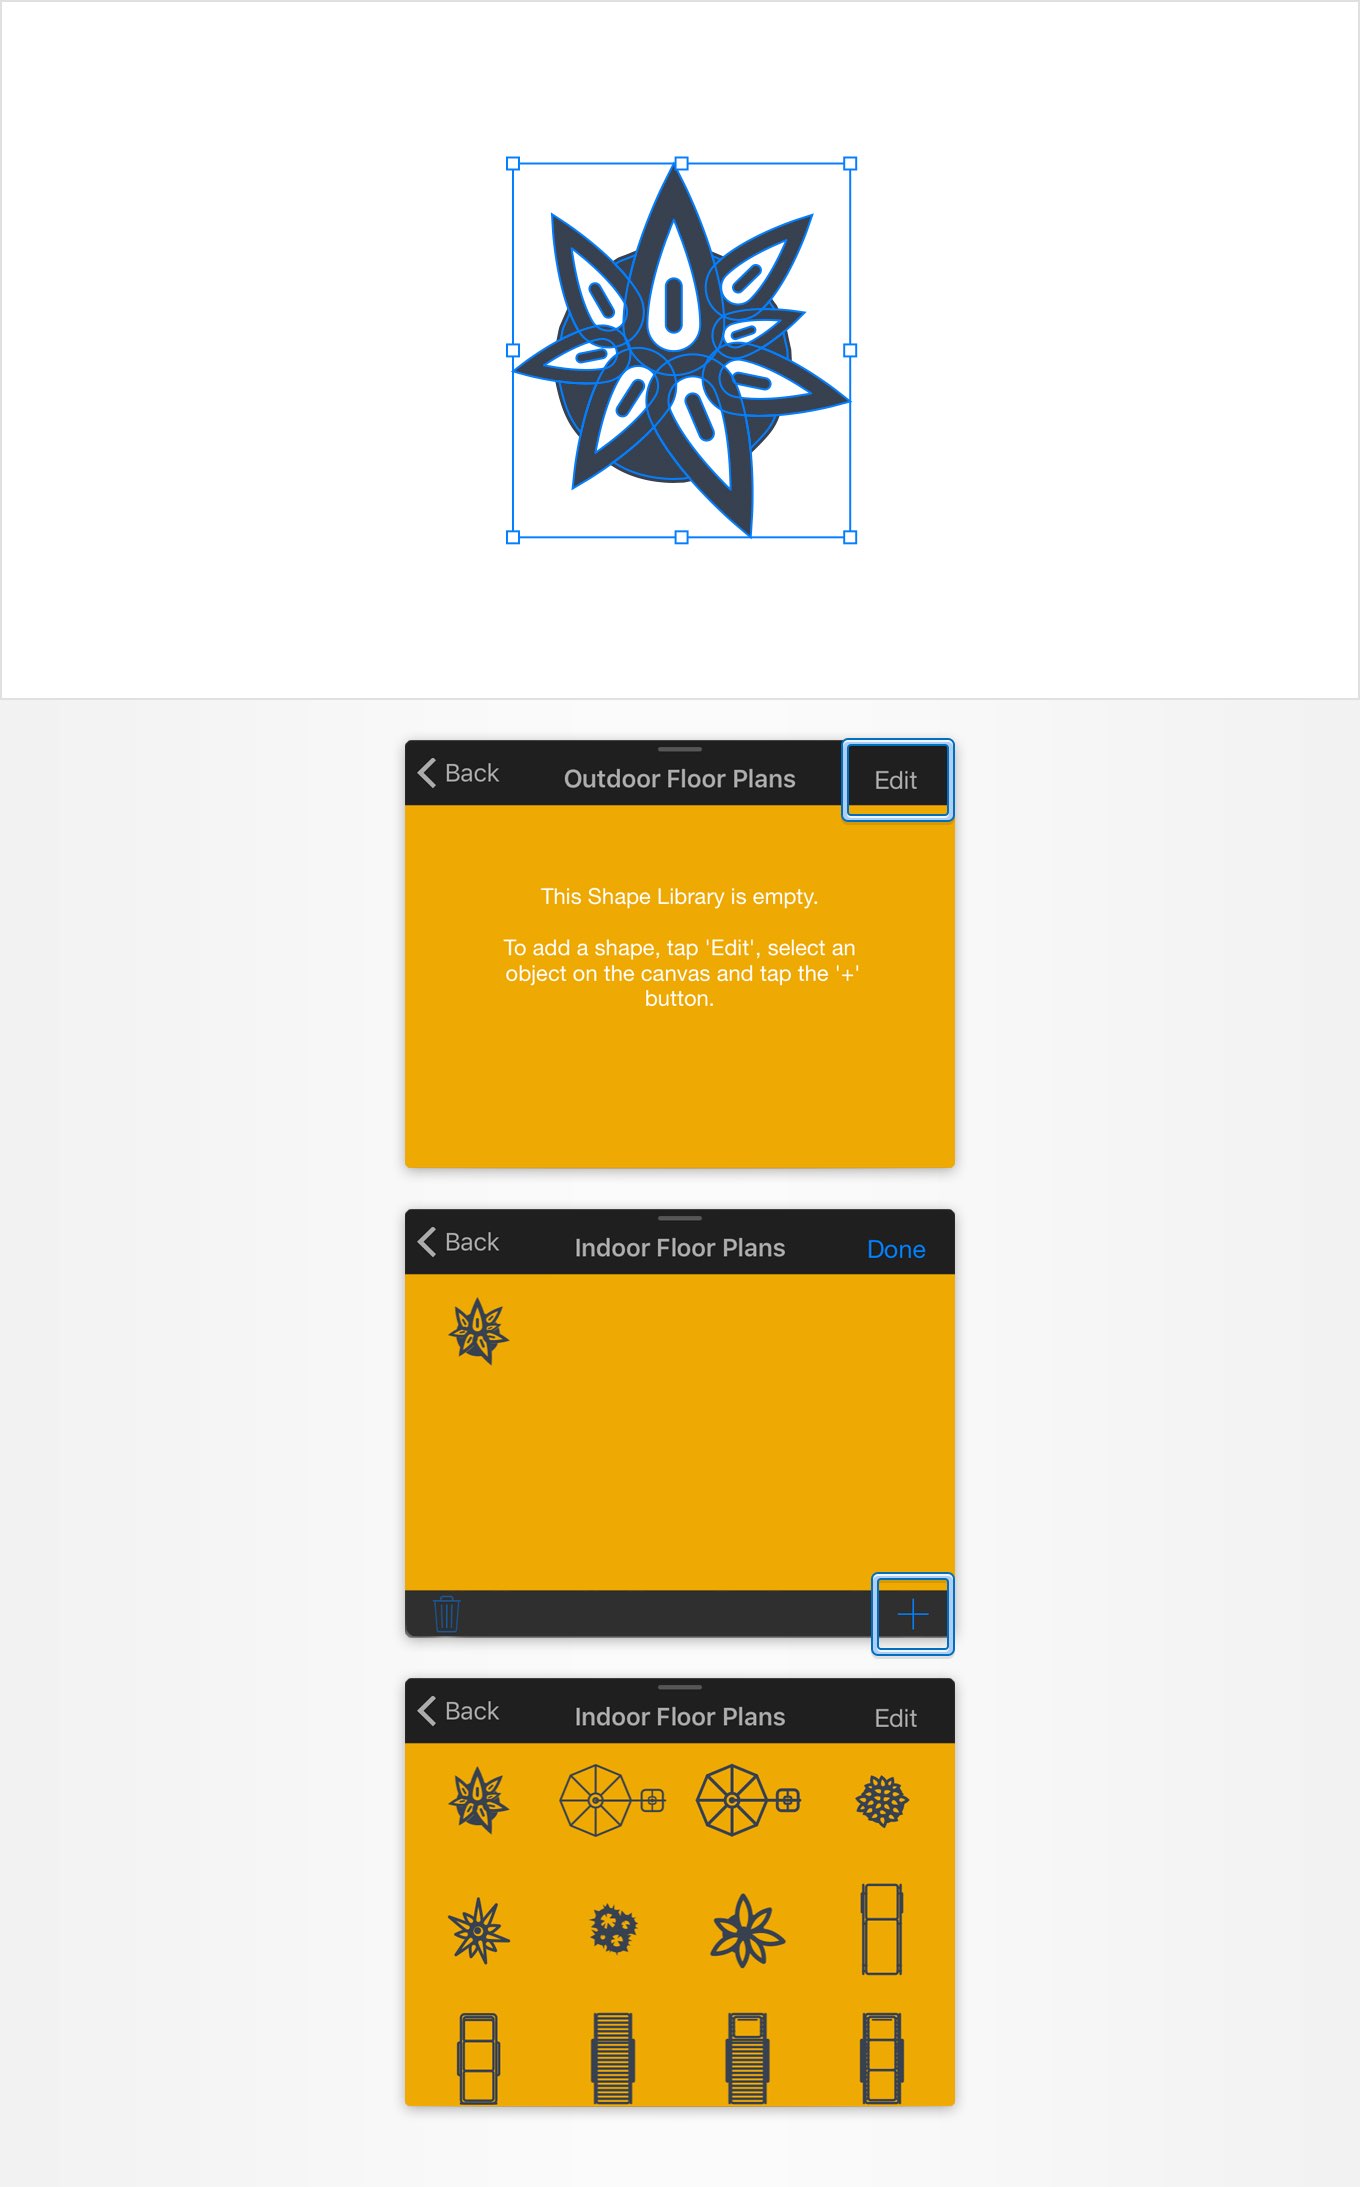 Back
Outdoor Floor Plans
Edit
This Shape Library is empty.
To add a shape, tap 'Edit', select an
object on the canvas and tap the '+'
button.
Back
Indoor Floor Plans
Done
Back
Indoor Floor Plans
Edit